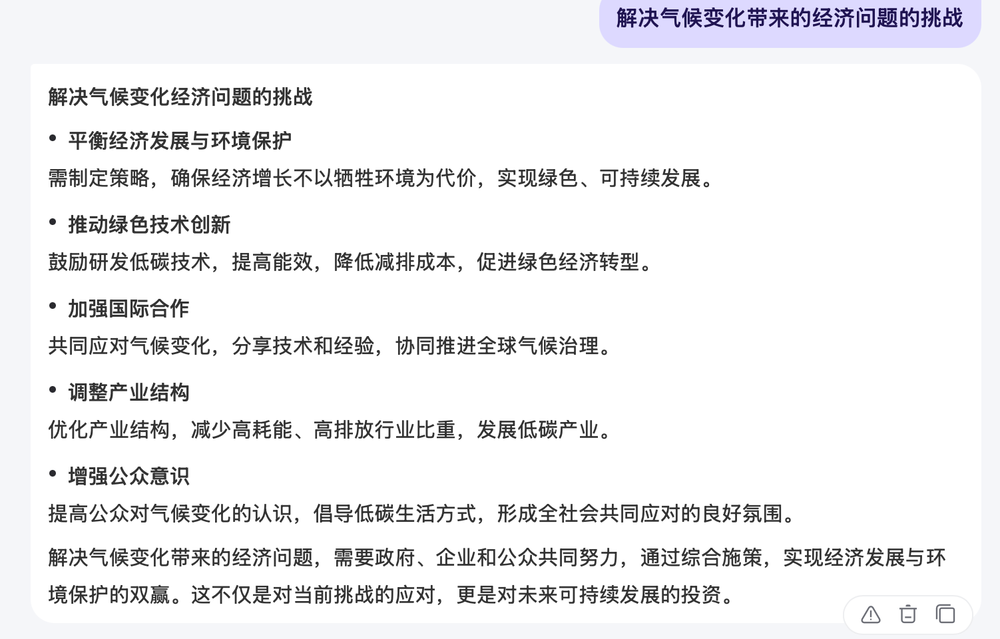 解决气候变化带来的经济问题的挑战
解决气候变化经济问题的挑战
• 平衡经济发展与环境保护
需制定策略，确保经济增长不以牺牲环境为代价，实现绿色、可持续发展。
• 推动绿色技术创新
鼓励研发低碳技术，提高能效，降低减排成本，促进绿色经济转型。
• 加强国际合作
共同应对气候变化，分享技术和经验，协同推进全球气候治理。
• 调整产业结构
优化产业结构，减少高耗能、高排放行业比重，发展低碳产业。
• 增强公众意识
提高公众对气候变化的认识，倡导低碳生活方式，形成全社会共同应对的良好氛围。
解决气候变化带来的经济问题，需要政府、企业和公众共同努力，通过综合施策，实现经济发展与环
境保护的双赢。这不仅是对当前挑战的应对，更是对未来可持续发展的投资。